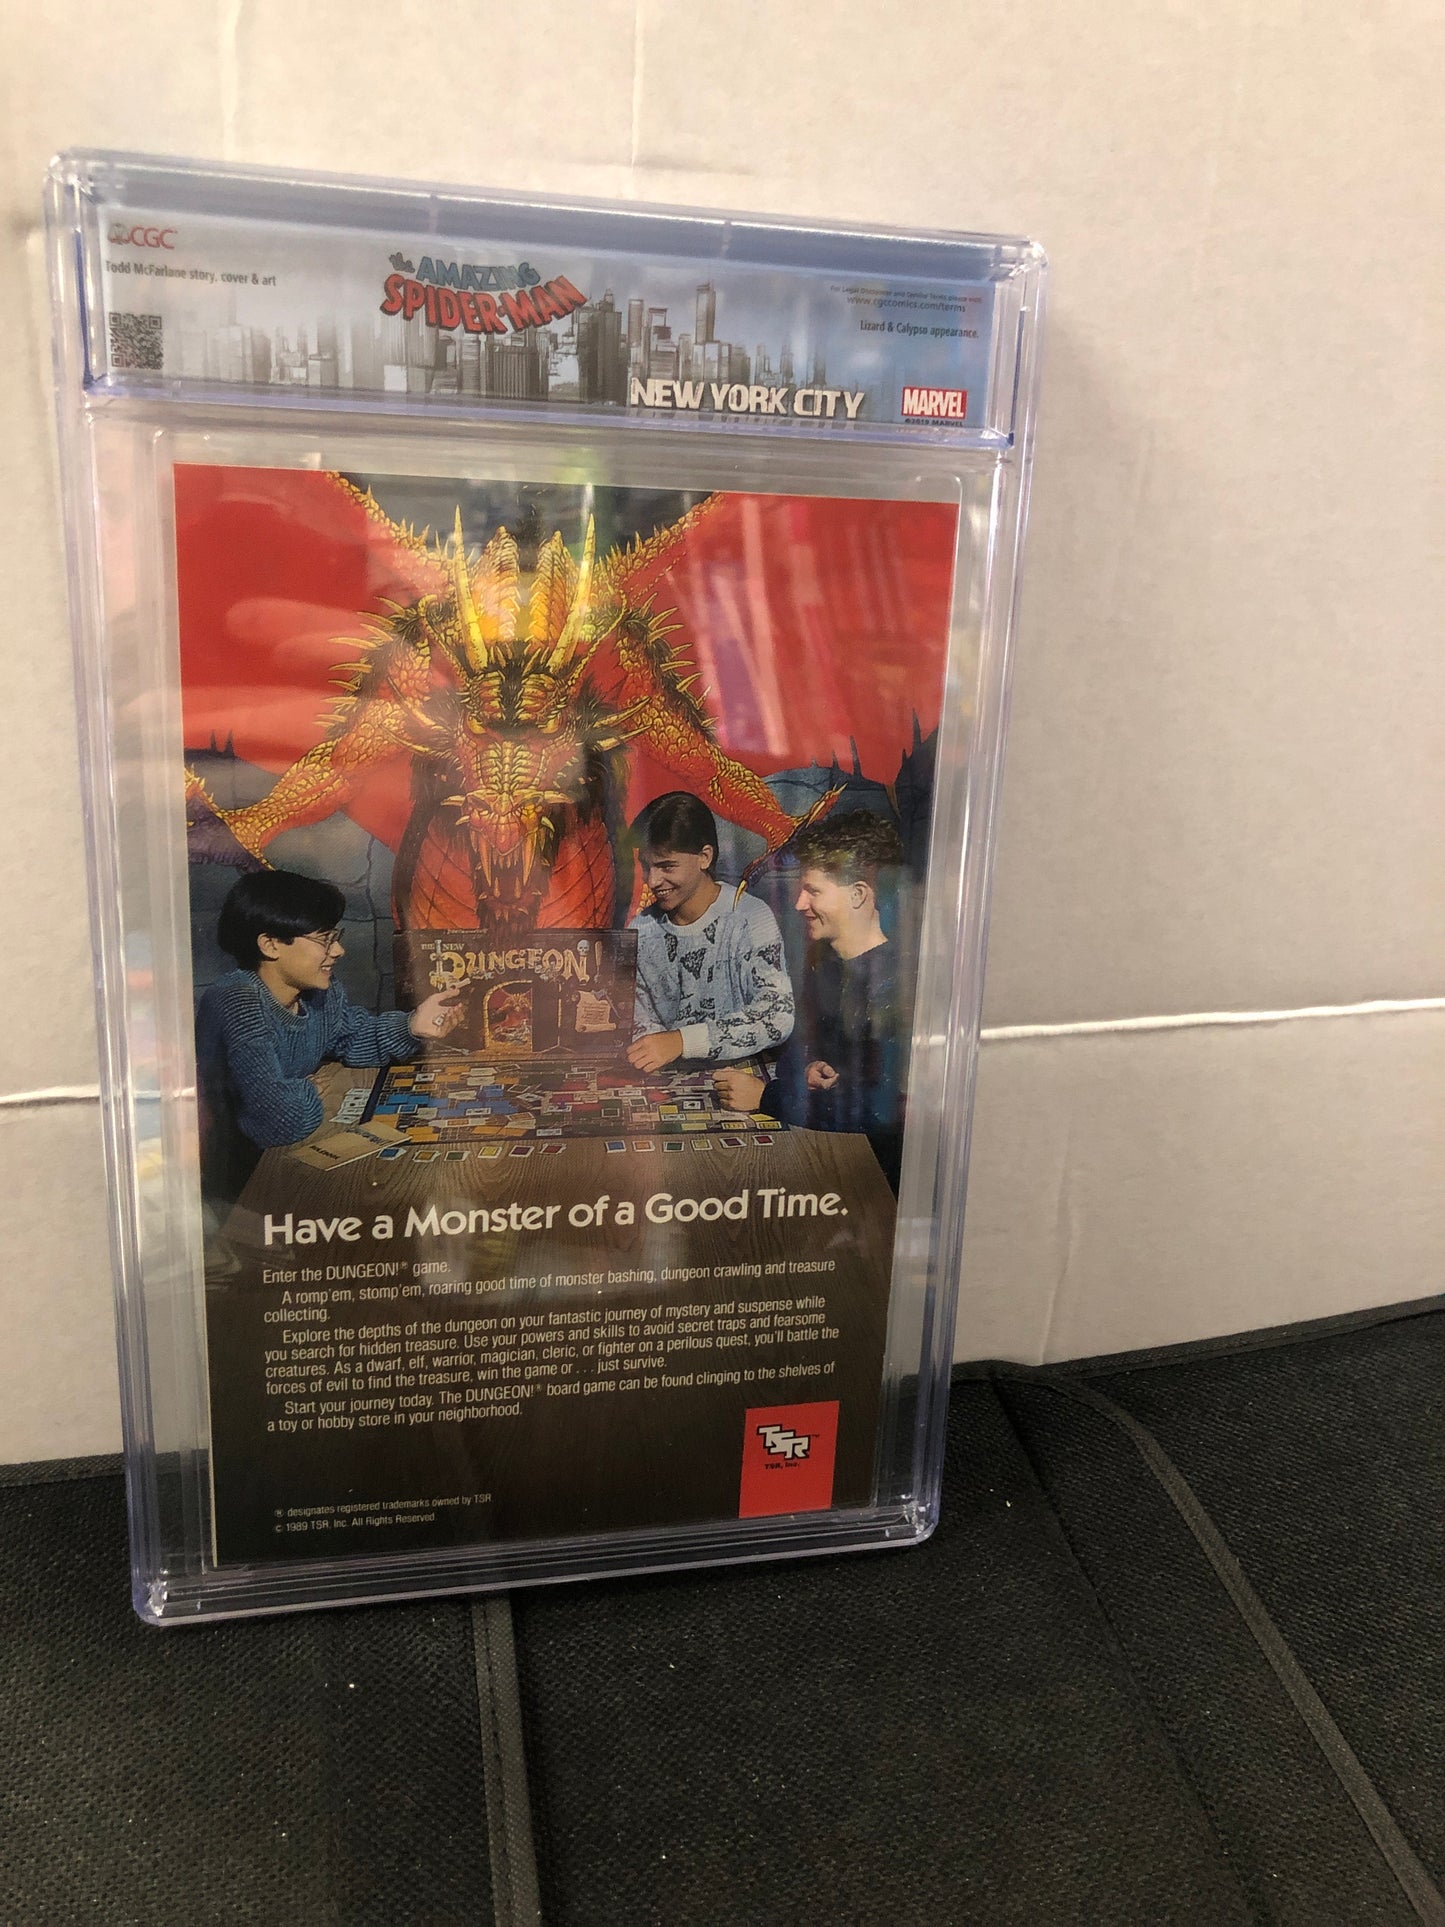 CGC
Todd McFarlane story, cover & art
the AMAZING
SPIDER-MAN
For Legal Disclaimer and Special Terms please visit
www.cgccomics.com/terms
Lizard & Calypso appearance.
NEW YORK CITY
MARVEL
©2019 MARVEL
THE NEW
DUNGEON!
Have a Monster of a Good Time.
Enter the DUNGEON!® game.
A romp'em, stomp'em, roaring good time of monster bashing, dungeon crawling and treasure
collecting.
Explore the depths of the dungeon on your fantastic journey of mystery and suspense while
you search for hidden treasure. Use your powers and skills to avoid secret traps and fearsome
creatures. As a dwarf, elf, warrior, magician, cleric, or fighter on a perilous quest, you'll battle the
forces of evil to find the treasure, win the game or . . . just survive.
Start your journey today. The DUNGEON!® board game can be found clinging to the shelves of
a toy or hobby store in your neighborhood.
TSR™
TSR, Inc.
® designates registered trademarks owned by TSR
© 1989 TSR, Inc. All Rights Reserved.